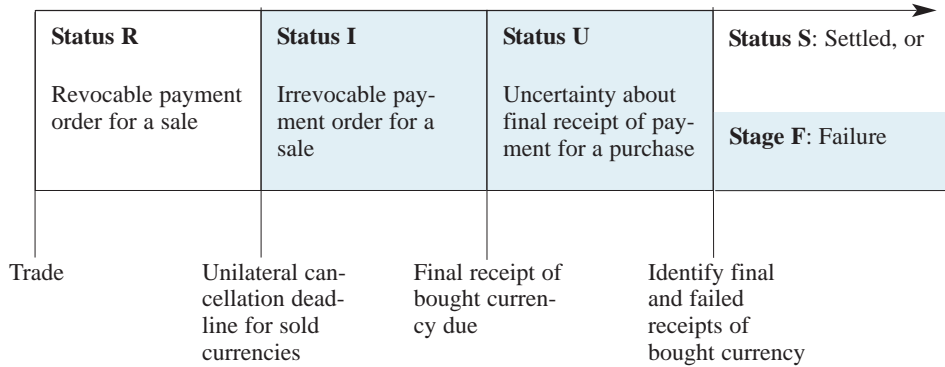 Status R
Revocable payment
order for a sale
Status I
Irrevocable pay-
ment order for a
sale
Status U
Uncertainty about
final receipt of pay-
ment for a purchase
Status S: Settled, or
Stage F: Failure
Trade
Unilateral can-
cellation dead-
line for sold
currencies
Final receipt of
bought curren-
cy due
Identify final
and failed
receipts of
bought currency